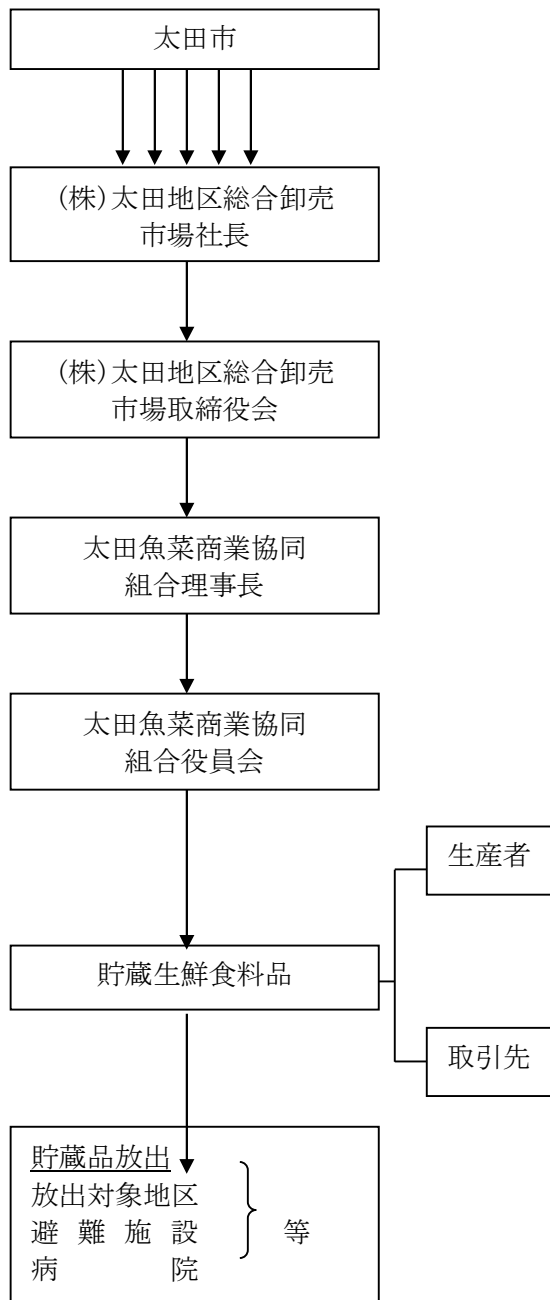 太田市
(株)太田地区総合卸売
市場社長
(株)太田地区総合卸売
市場取締役会
太田魚菜商業協同
組合理事長
太田魚菜商業協同
組合役員会
生産者
貯蔵生鮮食料品
取引先
貯蔵品放出
放出対象地区
避難施設 等
病院